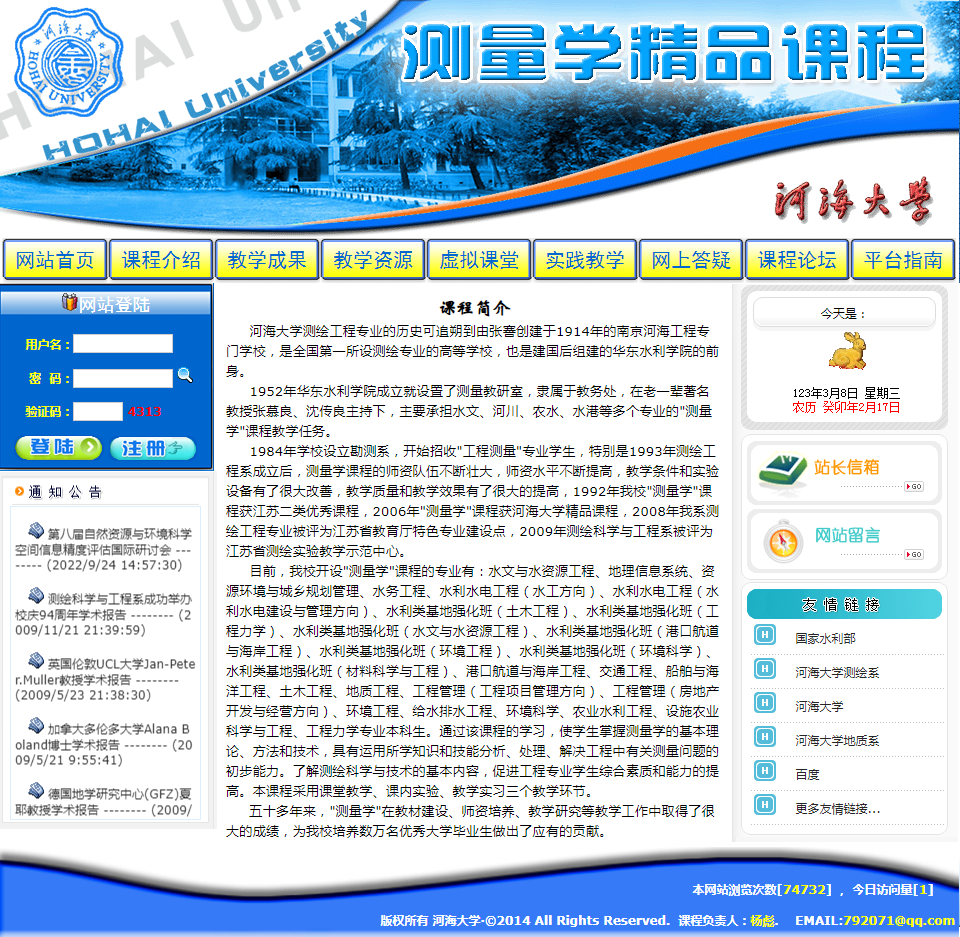 河海大学
HOHAI UNIVERSITY
HOHAI UNI
HOHAI University
测量学精品课程
河海大学
网站首页 课程介绍 教学成果 教学资源 虚拟课堂 实践教学 网上答疑 课程论坛 平台指南
网站登陆
用户名：
密 码：
验证码： 4313
登陆 注册
通 知 公 告
第八届自然资源与环境科学
空间信息精度评估国际研讨会 ---
------ (2022/9/24 14:57:30)
测绘科学与工程系成功举办
校庆94周年学术报告 -------- (2
009/11/21 21:39:59)
英国伦敦UCL大学Jan-Pete
r.Muller教授学术报告 --------
(2009/5/23 21:38:30)
加拿大多伦多大学Alana B
oland博士学术报告 -------- (20
09/5/21 9:55:41)
德国地学研究中心(GFZ)夏
耶教授学术报告 -------- (2009/
课程简介
河海大学测绘工程专业的历史可追朔到由张謇创建于1914年的南京河海工程专
门学校，是全国第一所设测绘专业的高等学校，也是建国后组建的华东水利学院的前
身。
1952年华东水利学院成立就设置了测量教研室，隶属于教务处，在老一辈著名
教授张慕良、沈传良主持下，主要承担水文、河川、农水、水港等多个专业的"测量
学"课程教学任务。
1984年学校设立勘测系，开始招收"工程测量"专业学生，特别是1993年测绘工
程系成立后，测量学课程的师资队伍不断壮大，师资水平不断提高，教学条件和实验
设备有了很大改善，教学质量和教学效果有了很大的提高，1992年我校"测量学"课
程获江苏二类优秀课程，2006年"测量学"课程获河海大学精品课程，2008年我系测
绘工程专业被评为江苏省教育厅特色专业建设点，2009年测绘科学与工程系被评为
江苏省测绘实验教学示范中心。
目前，我校开设"测量学"课程的专业有：水文与水资源工程、地理信息系统、资
源环境与城乡规划管理、水务工程、水利水电工程（水工方向）、水利水电工程（水
利水电建设与管理方向）、水利类基地强化班（土木工程）、水利类基地强化班（工
程力学）、水利类基地强化班（水文与水资源工程）、水利类基地强化班（港口航道
与海岸工程）、水利类基地强化班（环境工程）、水利类基地强化班（环境科学）、
水利类基地强化班（材料科学与工程）、港口航道与海岸工程、交通工程、船舶与海
洋工程、土木工程、地质工程、工程管理（工程项目管理方向）、工程管理（房地产
开发与经营方向）、环境工程、给水排水工程、环境科学、农业水利工程、设施农业
科学与工程、工程力学专业本科生。通过该课程的学习，使学生掌握测量学的基本理
论、方法和技术，具有运用所学知识和技能分析、处理、解决工程中有关测量问题的
初步能力。了解测绘科学与技术的基本内容，促进工程专业学生综合素质和能力的提
高。本课程采用课堂教学、课内实验、教学实习三个教学环节。
五十多年来，"测量学"在教材建设、师资培养、教学研究等教学工作中取得了很
大的成绩，为我校培养数万名优秀大学毕业生做出了应有的贡献。
今天是：
123年3月8日 星期三
农历 癸卯年2月17日
站长信箱
GO
网站留言
GO
友 情 链 接
H 国家水利部
H 河海大学测绘系
H 河海大学
H 河海大学地质系
H 百度
H 更多友情链接...
本网站浏览次数[74732] ，今日访问量[1]
版权所有 河海大学-©2014 All Rights Reserved. 课程负责人：杨彪. EMAIL:792071@qq.com